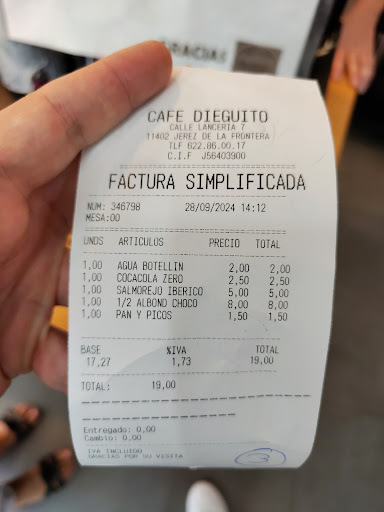 GRACIAS
CAFE DIEGUITO
CALLE LANCERIA 7
11402 JEREZ DE LA FRONTERA
TLF 622.86.00.17
C.I.F J56403900
FACTURA SIMPLIFICADA
NUM: 346798 28/09/2024 14:12
MESA:00
UNDS ARTICULOS PRECIO TOTAL
1,00 AGUA BOTELLIN 2,00 2,00
1,00 COCACOLA ZERO 2,50 2,50
1,00 SALMOREJO IBERICO 5,00 5,00
1,00 1/2 ALBOND CHOCO 8,00 8,00
1,00 PAN Y PICOS 1,50 1,50
BASE %IVA TOTAL
17,27 1,73 19,00
TOTAL: 19,00
Entregado: 0,00
Cambio: 0,00
IVA INCLUIDO
GRACIAS POR SU VISITA
3